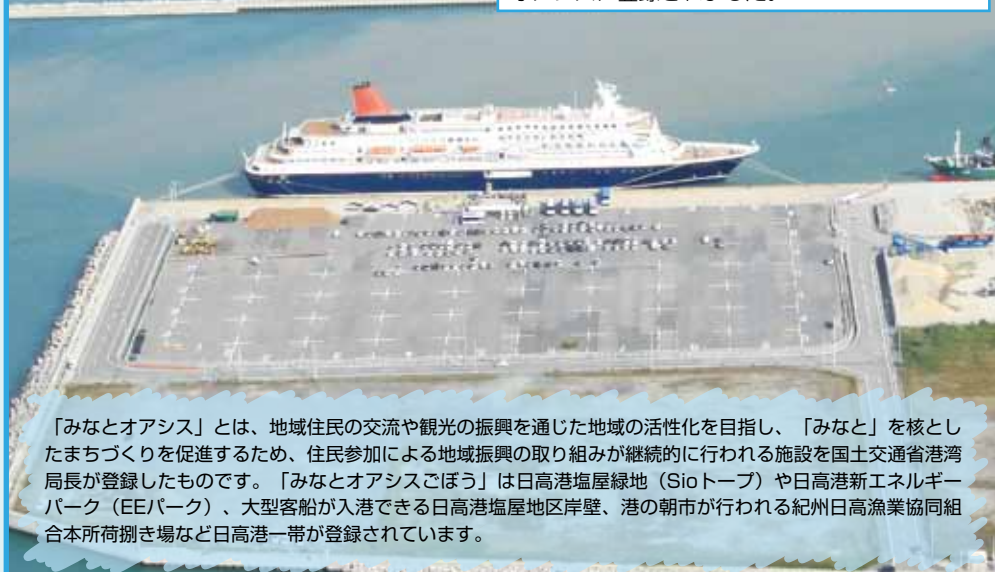 「みなとオアシス」とは、地域住民の交流や観光の振興を通じた地域の活性化を目指し、「みなと」を核とし
たまちづくりを促進するため、住民参加による地域振興の取り組みが継続的に行われる施設を国土交通省港湾
局長が登録したものです。「みなとオアシスごぼう」は日高港塩屋緑地（Sioトープ）や日高港新エネルギー
パーク（EEパーク）、大型客船が入港できる日高港塩屋地区岸壁、港の朝市が行われる紀州日高漁業協同組
合本所荷捌き場など日高港一帯が登録されています。